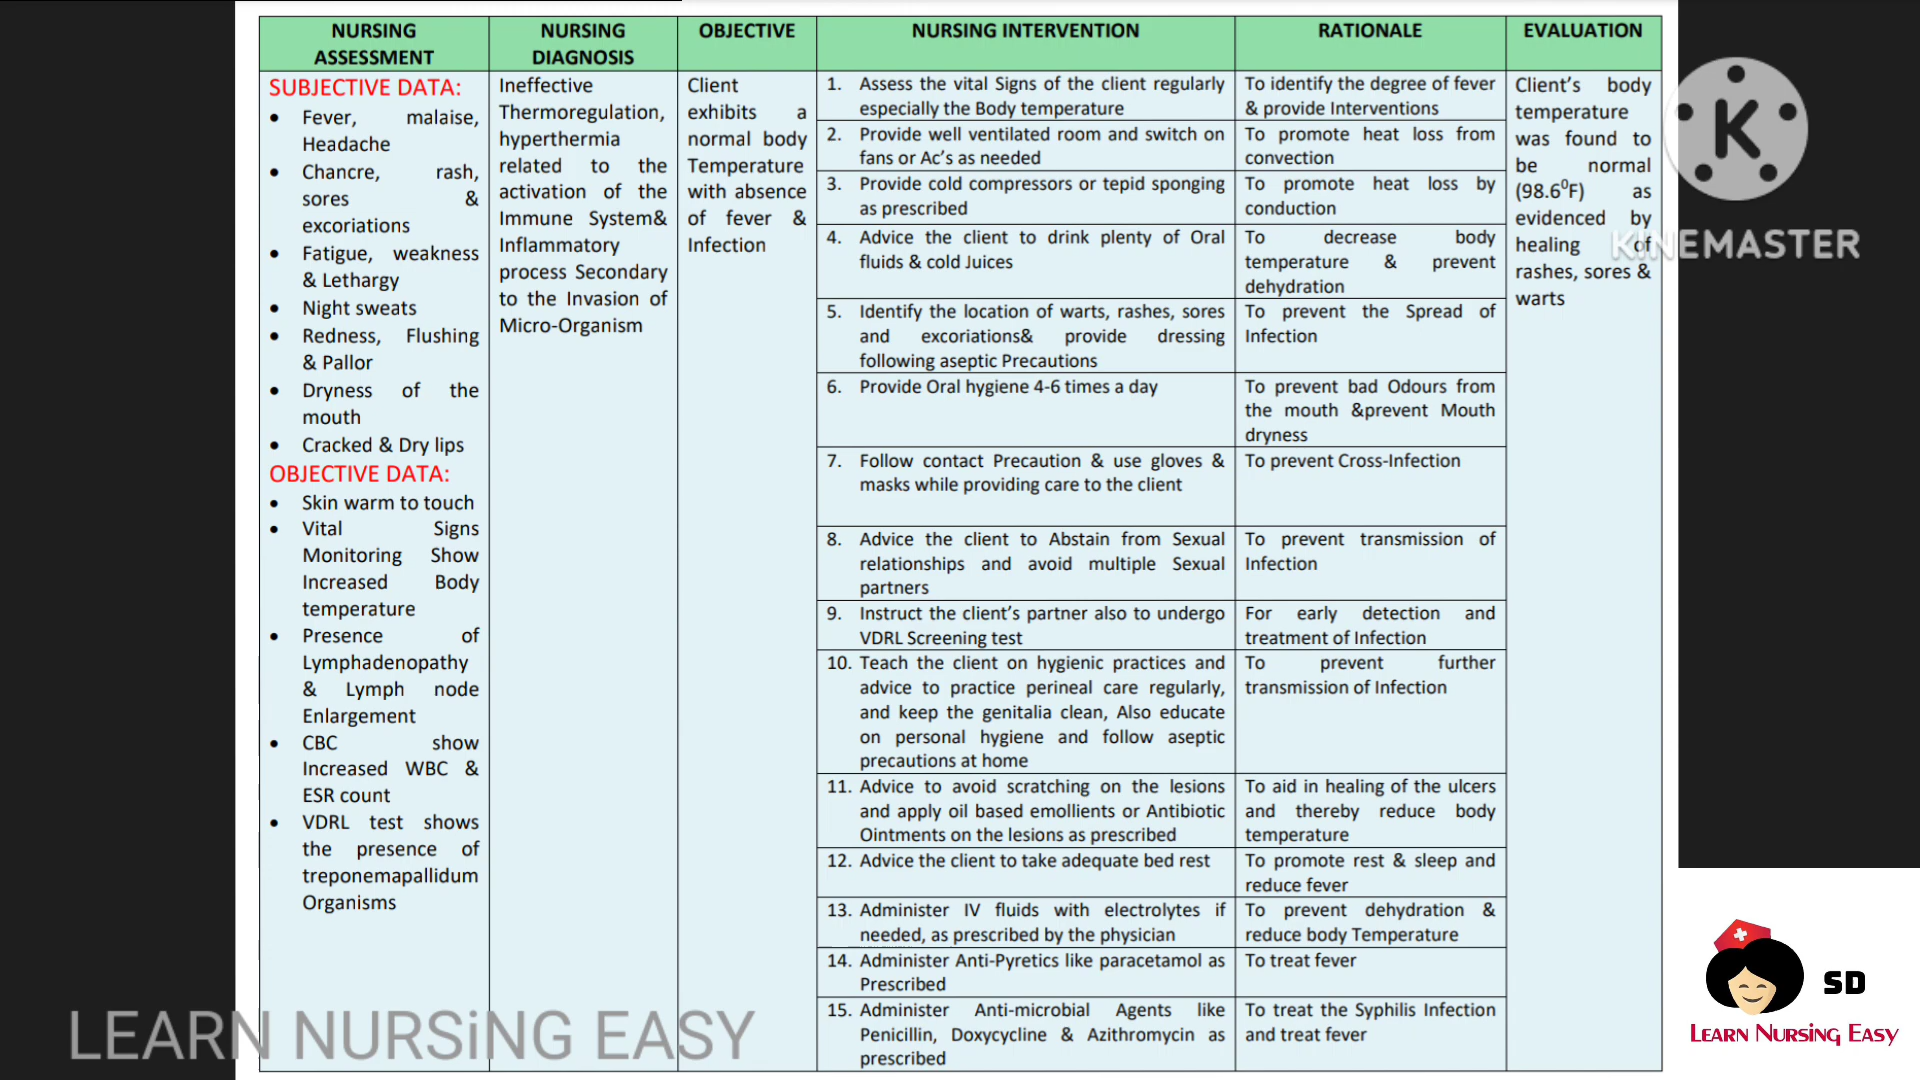 NURSING ASSESSMENT
NURSING DIAGNOSIS
OBJECTIVE
NURSING INTERVENTION
RATIONALE
EVALUATION
SUBJECTIVE DATA:
• Fever, malaise,
Headache
• Chancre, rash,
sores &
excoriations
• Fatigue, weakness
& Lethargy
• Night sweats
• Redness, Flushing
& Pallor
• Dryness of the
mouth
• Cracked & Dry lips
OBJECTIVE DATA:
• Skin warm to touch
• Vital Signs
Monitoring Show
Increased Body
temperature
• Presence of
Lymphadenopathy
& Lymph node
Enlargement
• CBC show
Increased WBC &
ESR count
• VDRL test shows
the presence of
treponemapallidum
Organisms
Ineffective
Thermoregulation,
hyperthermia
related to the
activation of the
Immune System&
Inflammatory
process Secondary
to the Invasion of
Micro-Organism
Client
exhibits a
normal body
Temperature
with absence
of fever &
Infection
1. Assess the vital Signs of the client regularly
especially the Body temperature
To identify the degree of fever
& provide Interventions
2. Provide well ventilated room and switch on
fans or Ac's as needed
To promote heat loss from
convection
3. Provide cold compressors or tepid sponging
as prescribed
To promote heat loss by
conduction
4. Advice the client to drink plenty of Oral
fluids & cold Juices
To decrease body
temperature & prevent
dehydration
5. Identify the location of warts, rashes, sores
and excoriations& provide dressing
following aseptic Precautions
To prevent the Spread of
Infection
6. Provide Oral hygiene 4-6 times a day
To prevent bad Odours from
the mouth &prevent Mouth
dryness
7. Follow contact Precaution & use gloves &
masks while providing care to the client
To prevent Cross-Infection
8. Advice the client to Abstain from Sexual
relationships and avoid multiple Sexual
partners
To prevent transmission of
Infection
9. Instruct the client's partner also to undergo
VDRL Screening test
For early detection and
treatment of Infection
10. Teach the client on hygienic practices and
advice to practice perineal care regularly,
and keep the genitalia clean, Also educate
on personal hygiene and follow aseptic
precautions at home
To prevent further
transmission of Infection
11. Advice to avoid scratching on the lesions
and apply oil based emollients or Antibiotic
Ointments on the lesions as prescribed
To aid in healing of the ulcers
and thereby reduce body
temperature
12. Advice the client to take adequate bed rest
To promote rest & sleep and
reduce fever
13. Administer IV fluids with electrolytes if
needed, as prescribed by the physician
To prevent dehydration &
reduce body Temperature
14. Administer Anti-Pyretics like paracetamol as
Prescribed
To treat fever
15. Administer Anti-microbial Agents like
Penicillin, Doxycycline & Azithromycin as
prescribed
To treat the Syphilis Infection
and treat fever
Client's body
temperature
was found to
be normal
(98.6⁰F) as
evidenced by
healing of
rashes, sores &
warts
K
KINEMASTER
LEARN NURSiNG EASY
SD
LEARN NURSING EASY